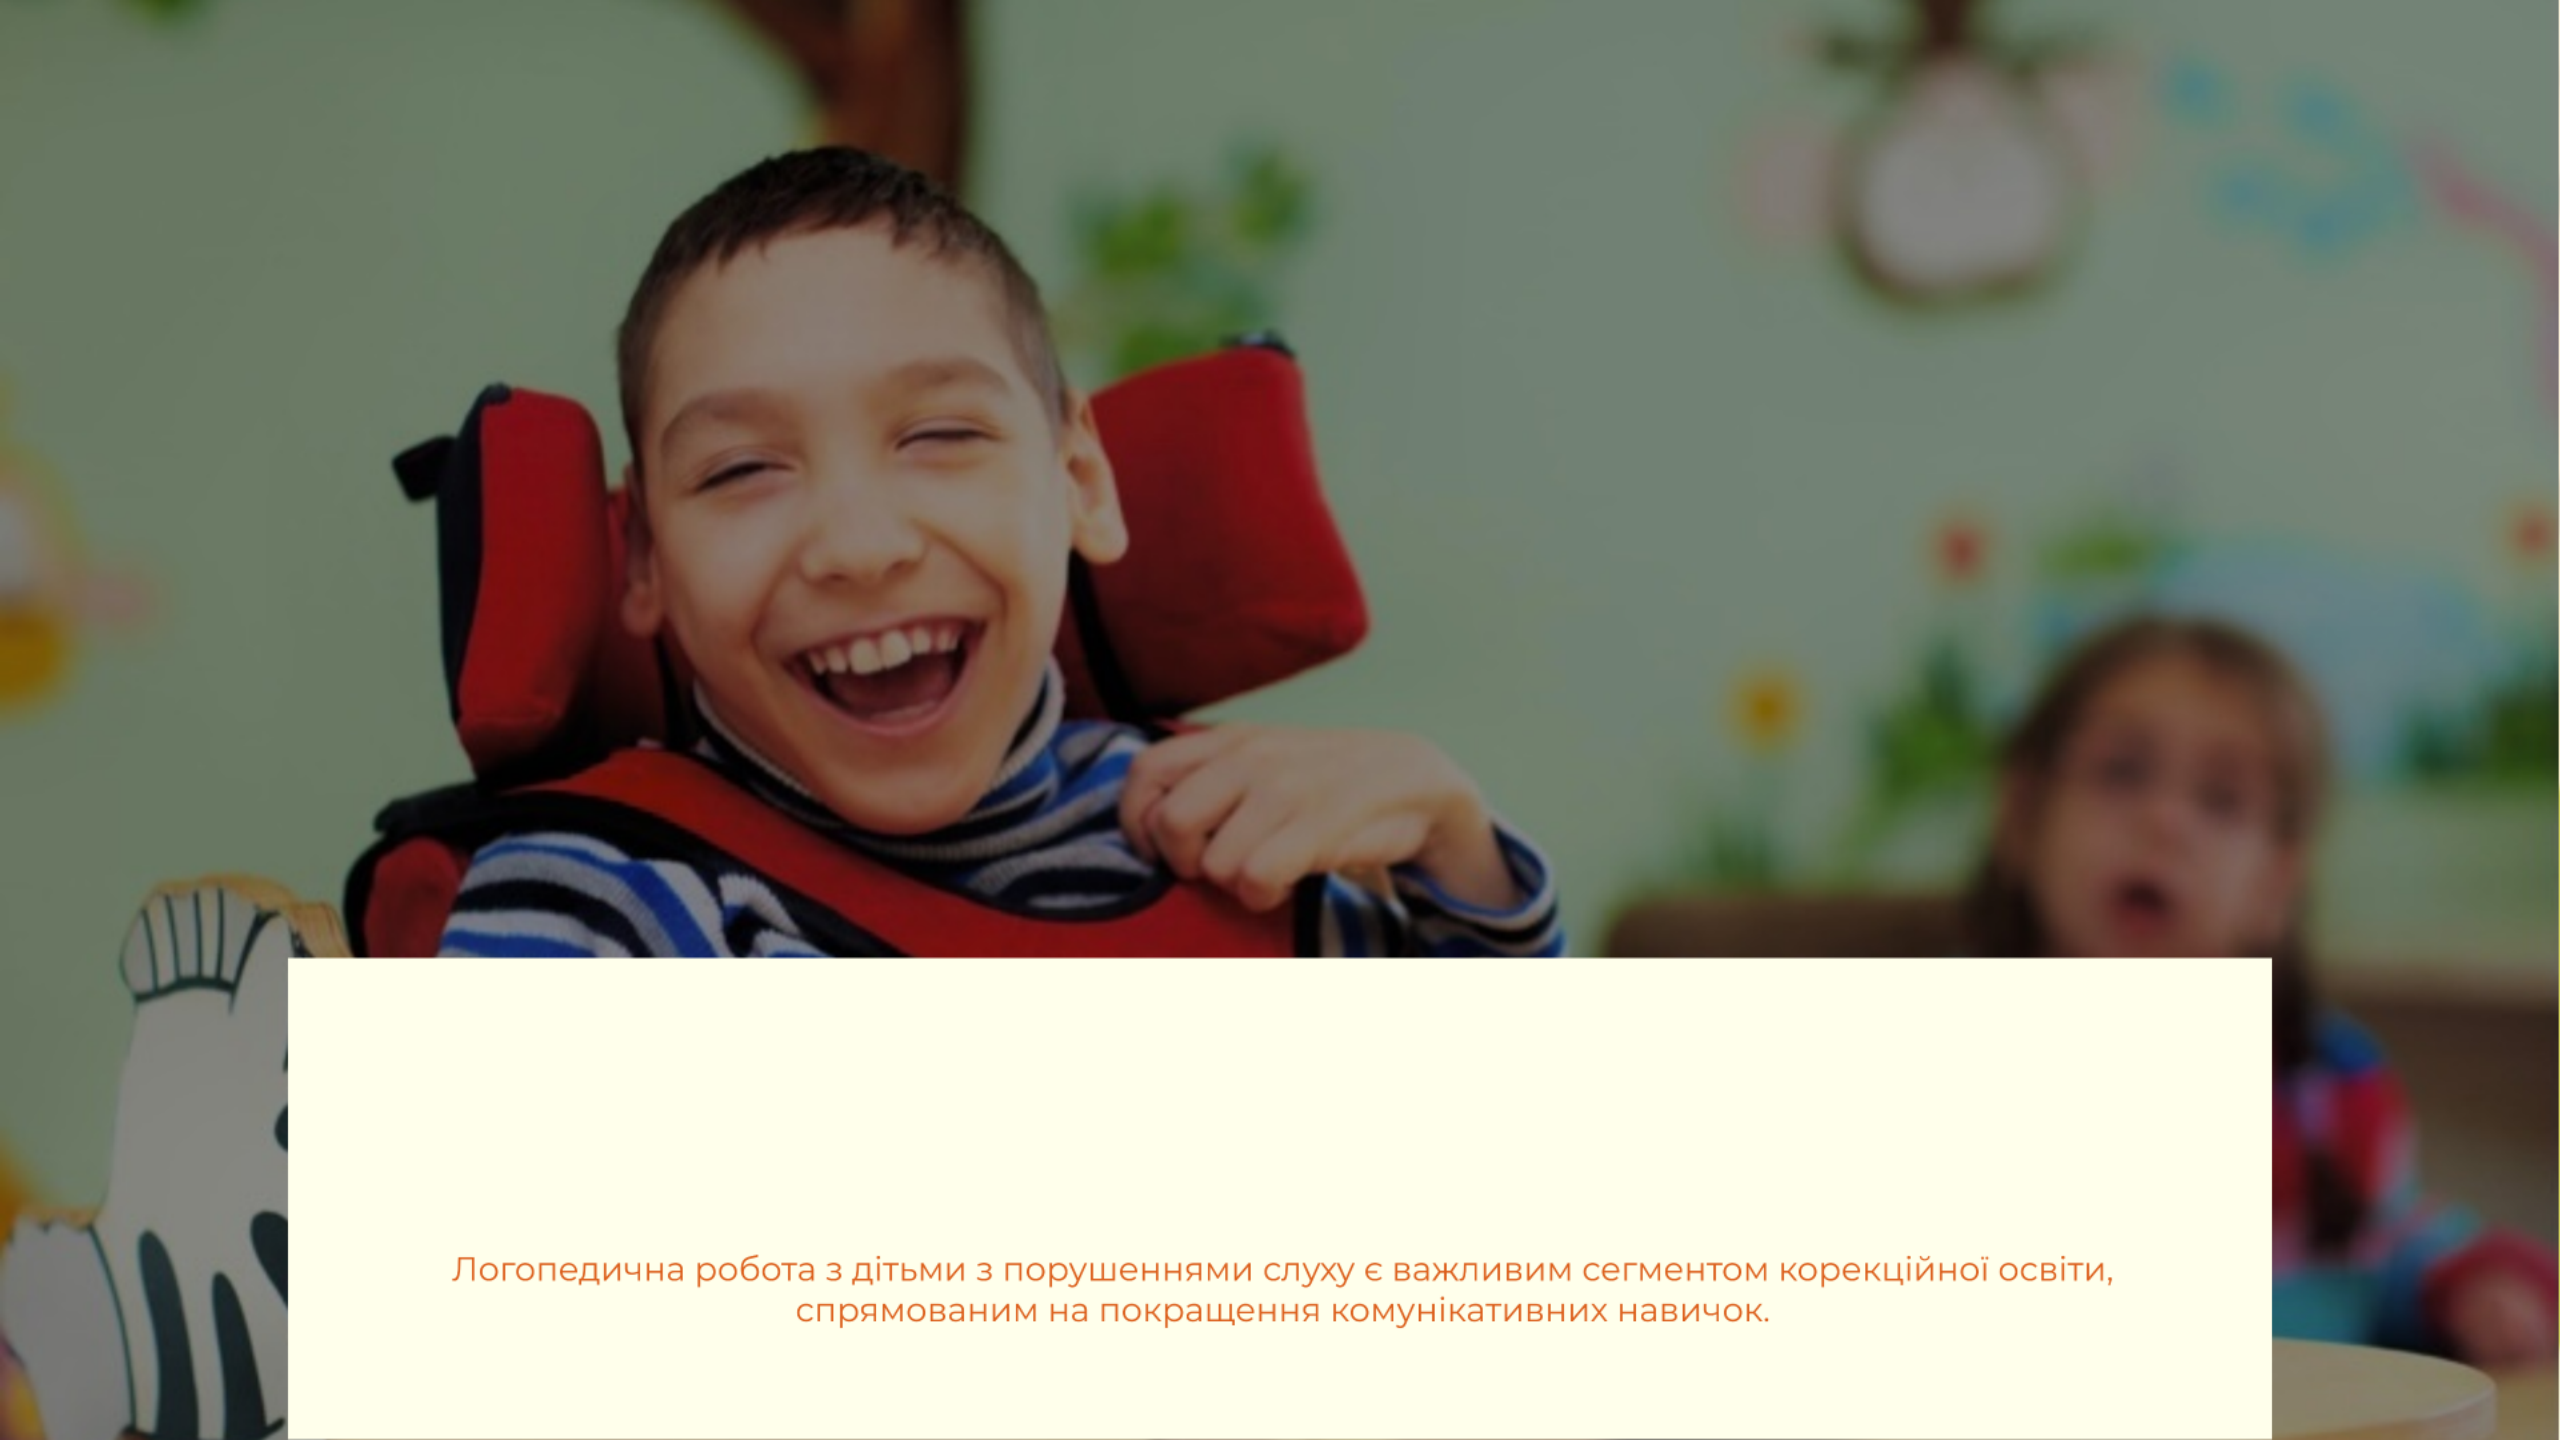 Логопедична робота з дітьми з порушеннями слуху є важливим сегментом корекційної освіти,
спрямованим на покращення комунікативних навичок.